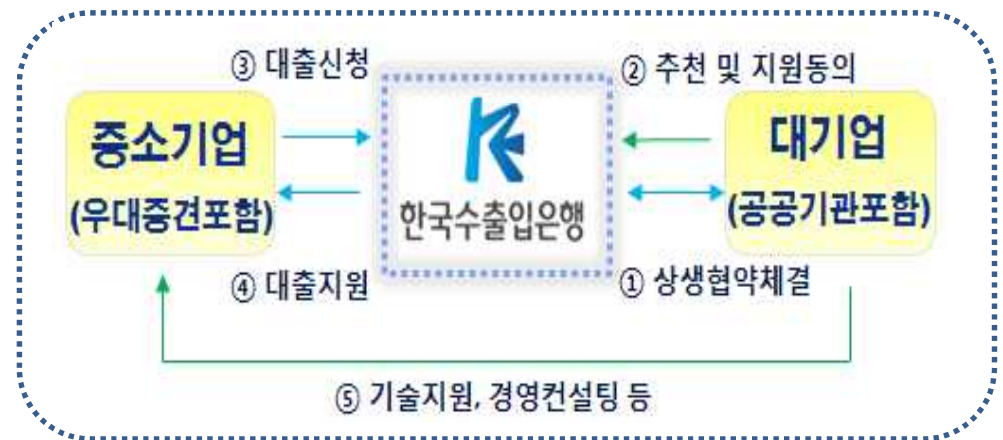 ③ 대출신청
② 추천 및 지원동의
중소기업
(우대중견포함)
한국수출입은행
대기업
(공공기관포함)
④ 대출지원
① 상생협약체결
⑤ 기술지원, 경영컨설팅 등